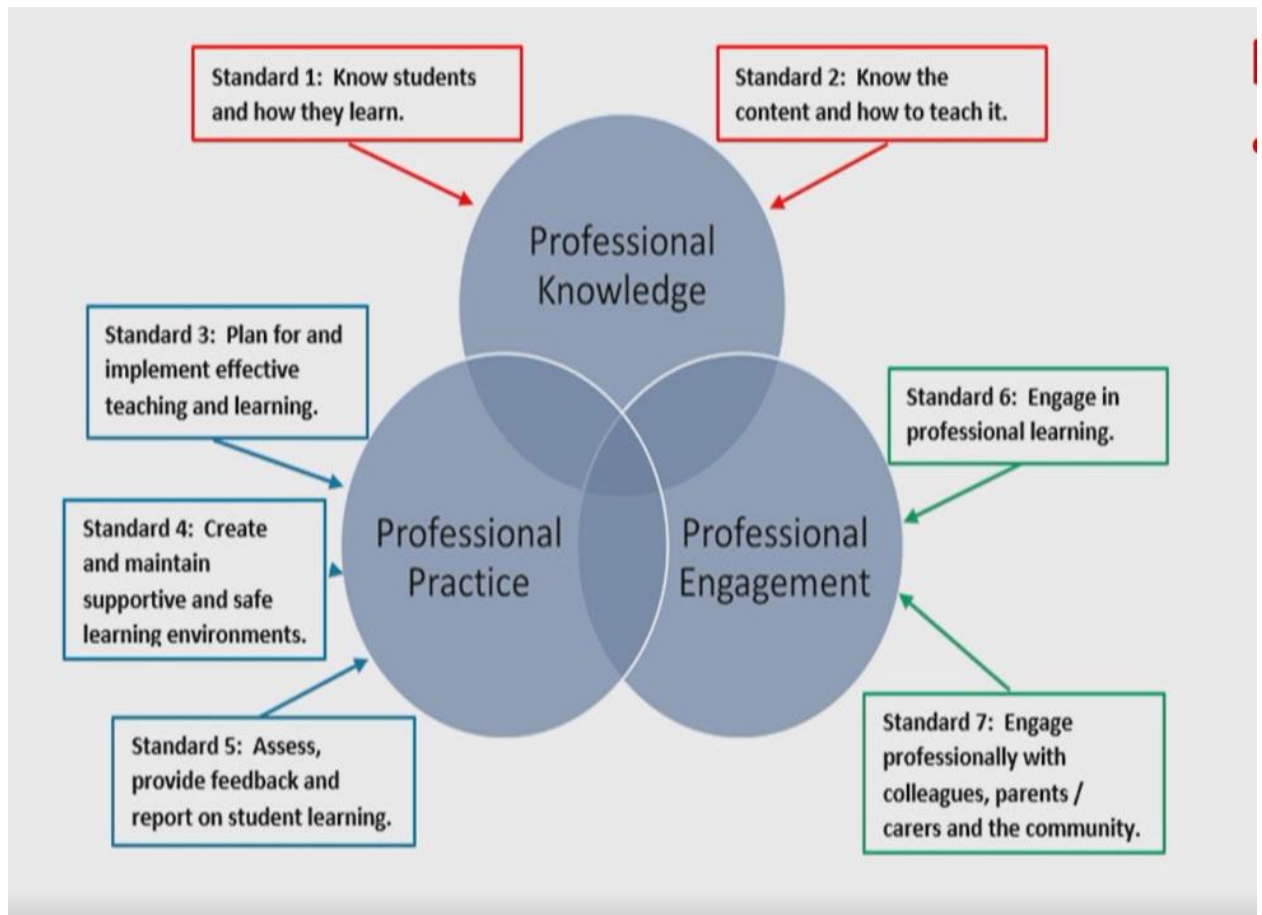 Standard 1:  Know students
and how they learn.
Standard 2:  Know the
content and how to teach it.
Professional
Knowledge
Standard 3:  Plan for and
implement effective
teaching and learning.
Standard 6:  Engage in
professional learning.
Standard 4:  Create
and maintain
supportive and safe
learning environments.
Professional
Practice
Professional
Engagement
Standard 5:  Assess,
provide feedback and
report on student learning.
Standard 7:  Engage
professionally with
colleagues, parents /
carers and the community.